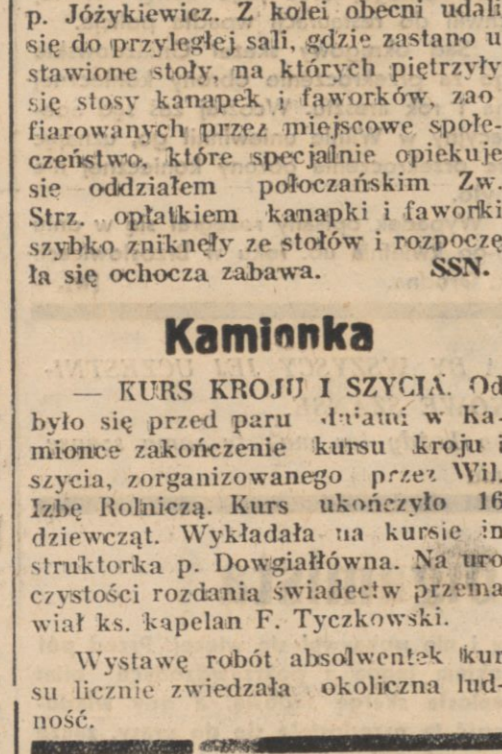 p. Jóżykiewicz. Z kolei obecni udali
się do przyległej sali, gdzie zastano u
stawione stoły, na których piętrzyły
się stosy kanapek i faworków, zao
fiarowanych przez miejscowe społe-
czeństwo, które specjalnie opiekuje
się oddziałem połoczańskim Zw.
Strz. opłatkiem kanapki i faworki
szybko zniknęły ze stołów i rozpoczę
ła się ochocza zabawa. SSN.
Kamionka
— KURS KROJU I SZYCIA. Od
było się przed paru dniami w Ka-
mionce zakończenie kursu kroju i
szycia, zorganizowanego przez Wil.
Izbę Rolniczą. Kurs ukończyło 16
dziewcząt. Wykładała na kursie in
struktorka p. Dowgiałłówna. Na uro
czystości rozdania świadectw przema
wiał ks. kapelan F. Tyczkowski.
Wystawę robót absolwentek kur
su licznie zwiedzała okoliczna lud-
ność.